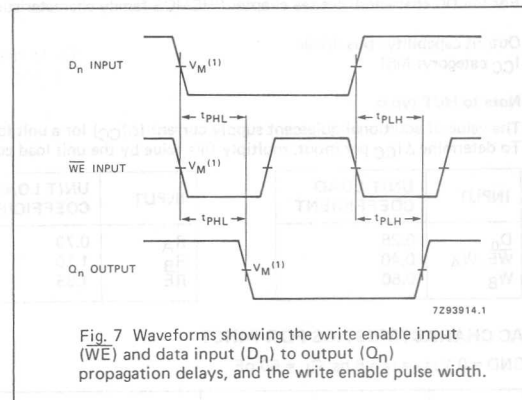 Dn INPUT
VM(1)
tPHL
tPLH
WE INPUT
VM(1)
tPHL
tPLH
Qn OUTPUT
VM(1)
7Z93914.1
Fig. 7 Waveforms showing the write enable input
(WE) and data input (Dn) to output (Qn)
propagation delays, and the write enable pulse width.